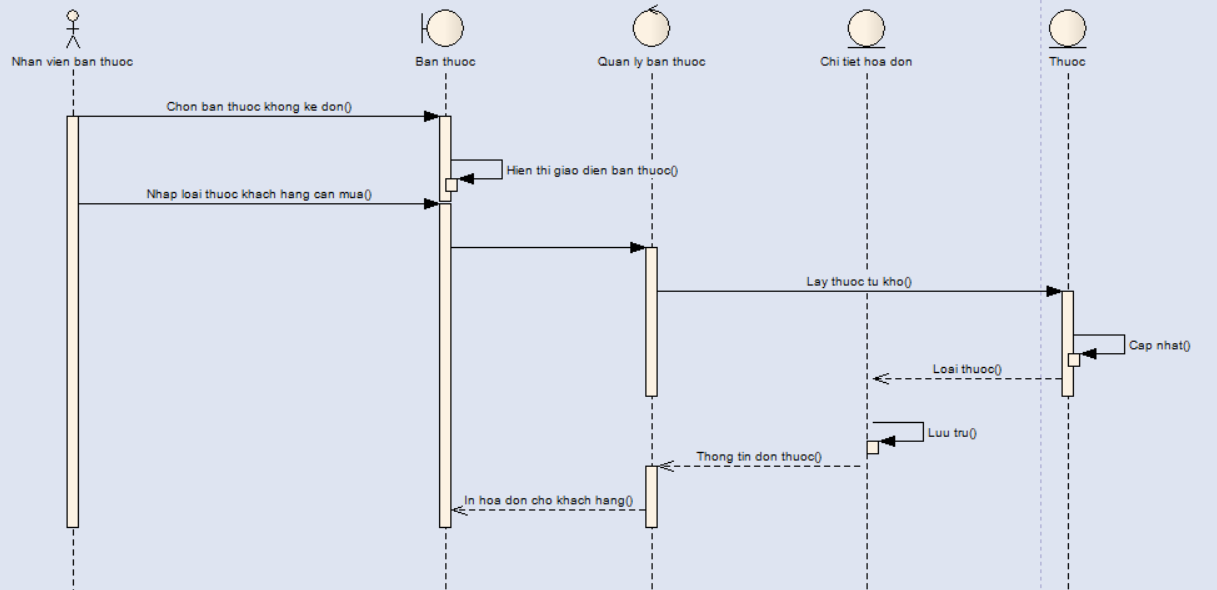 Nhan vien ban thuoc
Ban thuoc
Quan ly ban thuoc
Chi tiet hoa don
Thuoc
Chon ban thuoc khong ke don()
Hien thi giao dien ban thuoc()
Nhap loai thuoc khach hang can mua()
Lay thuoc tu kho()
Cap nhat()
Loai thuoc()
Luu tru()
Thong tin don thuoc()
In hoa don cho khach hang()